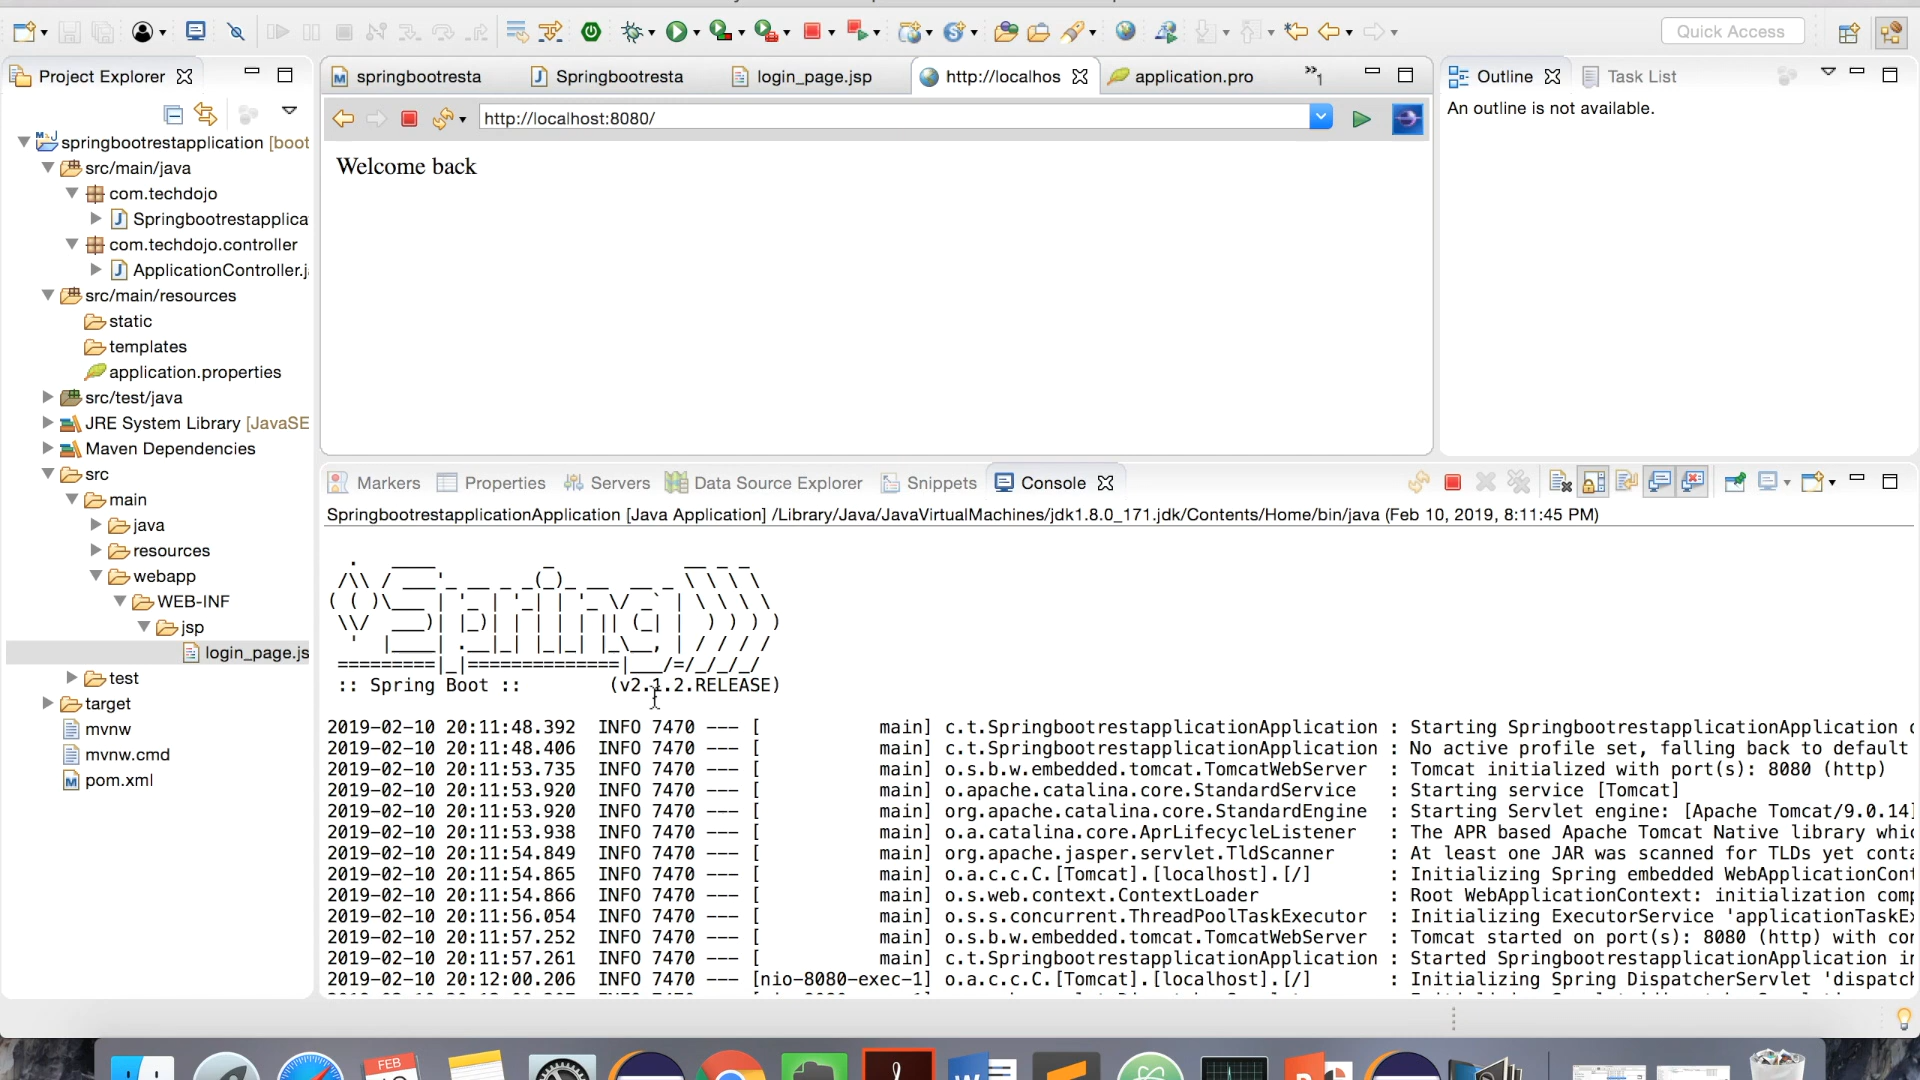 Quick Access
Project Explorer
springbootresta
Springbootresta
login_page.jsp
http://localhos
application.pro
1
Outline
Task List
http://localhost:8080/
An outline is not available.
Welcome back
springbootrestapplication [boot
src/main/java
com.techdojo
Springbootrestapplica
com.techdojo.controller
ApplicationController.j
src/main/resources
static
templates
application.properties
src/test/java
JRE System Library [JavaSE
Maven Dependencies
src
main
java
resources
webapp
WEB-INF
jsp
login_page.js
test
target
mvnw
mvnw.cmd
pom.xml
Markers
Properties
Servers
Data Source Explorer
Snippets
Console
SpringbootrestapplicationApplication [Java Application] /Library/Java/JavaVirtualMachines/jdk1.8.0_171.jdk/Contents/Home/bin/java (Feb 10, 2019, 8:11:45 PM)
Spring
:: Spring Boot :: (v2.1.2.RELEASE)
2019-02-10 20:11:48.392 INFO 7470 --- [ main] c.t.SpringbootrestapplicationApplication : Starting SpringbootrestapplicationApplication
2019-02-10 20:11:48.406 INFO 7470 --- [ main] c.t.SpringbootrestapplicationApplication : No active profile set, falling back to default
2019-02-10 20:11:53.735 INFO 7470 --- [ main] o.s.b.w.embedded.tomcat.TomcatWebServer : Tomcat initialized with port(s): 8080 (http)
2019-02-10 20:11:53.920 INFO 7470 --- [ main] o.apache.catalina.core.StandardService : Starting service [Tomcat]
2019-02-10 20:11:53.920 INFO 7470 --- [ main] org.apache.catalina.core.StandardEngine : Starting Servlet engine: [Apache Tomcat/9.0.14]
2019-02-10 20:11:53.938 INFO 7470 --- [ main] o.a.catalina.core.AprLifecycleListener : The APR based Apache Tomcat Native library whic
2019-02-10 20:11:54.849 INFO 7470 --- [ main] org.apache.jasper.servlet.TldScanner : At least one JAR was scanned for TLDs yet conta
2019-02-10 20:11:54.865 INFO 7470 --- [ main] o.a.c.c.C.[Tomcat].[localhost].[/] : Initializing Spring embedded WebApplicationCont
2019-02-10 20:11:54.866 INFO 7470 --- [ main] o.s.web.context.ContextLoader : Root WebApplicationContext: initialization comp
2019-02-10 20:11:56.054 INFO 7470 --- [ main] o.s.s.concurrent.ThreadPoolTaskExecutor : Initializing ExecutorService 'applicationTaskEx
2019-02-10 20:11:57.252 INFO 7470 --- [ main] o.s.b.w.embedded.tomcat.TomcatWebServer : Tomcat started on port(s): 8080 (http) with con
2019-02-10 20:11:57.261 INFO 7470 --- [ main] c.t.SpringbootrestapplicationApplication : Started SpringbootrestapplicationApplication in
2019-02-10 20:12:00.206 INFO 7470 --- [nio-8080-exec-1] o.a.c.c.C.[Tomcat].[localhost].[/] : Initializing Spring DispatcherServlet 'dispatch
FEB